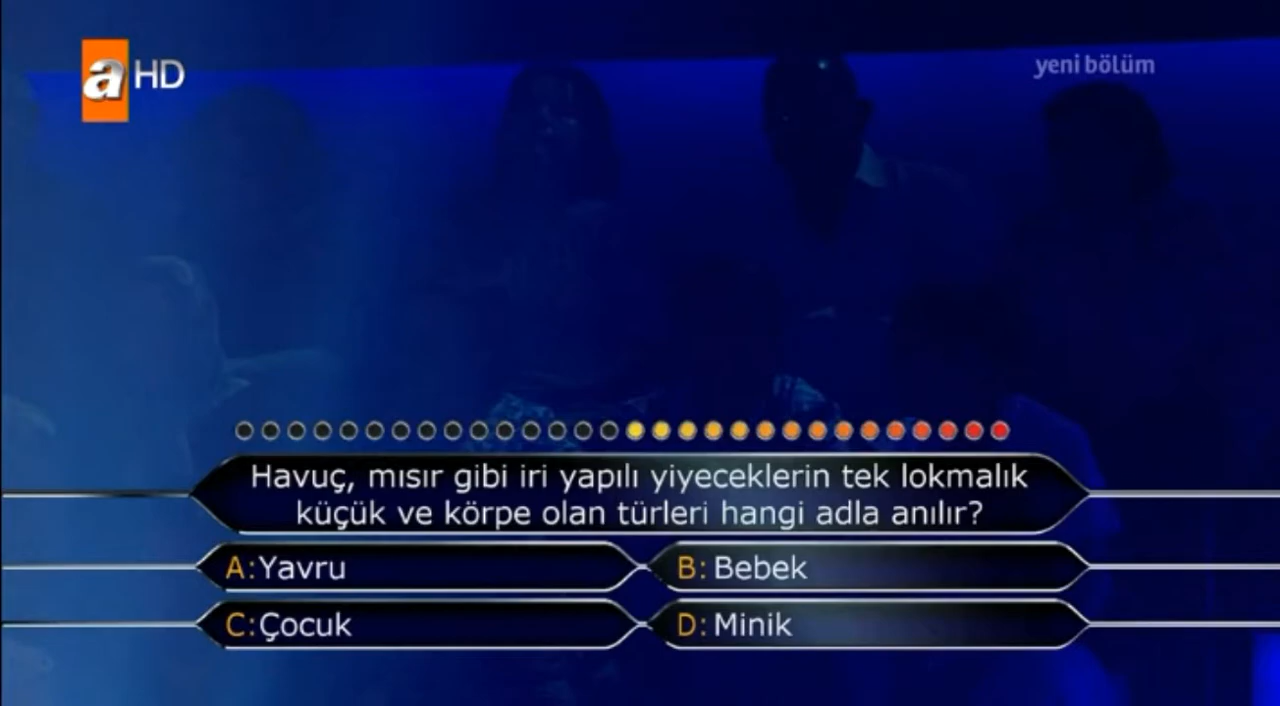 a HD
yeni bölüm
Havuç, mısır gibi iri yapılı yiyeceklerin tek lokmalık
küçük ve körpe olan türleri hangi adla anılır?
A: Yavru
B: Bebek
C: Çocuk
D: Minik